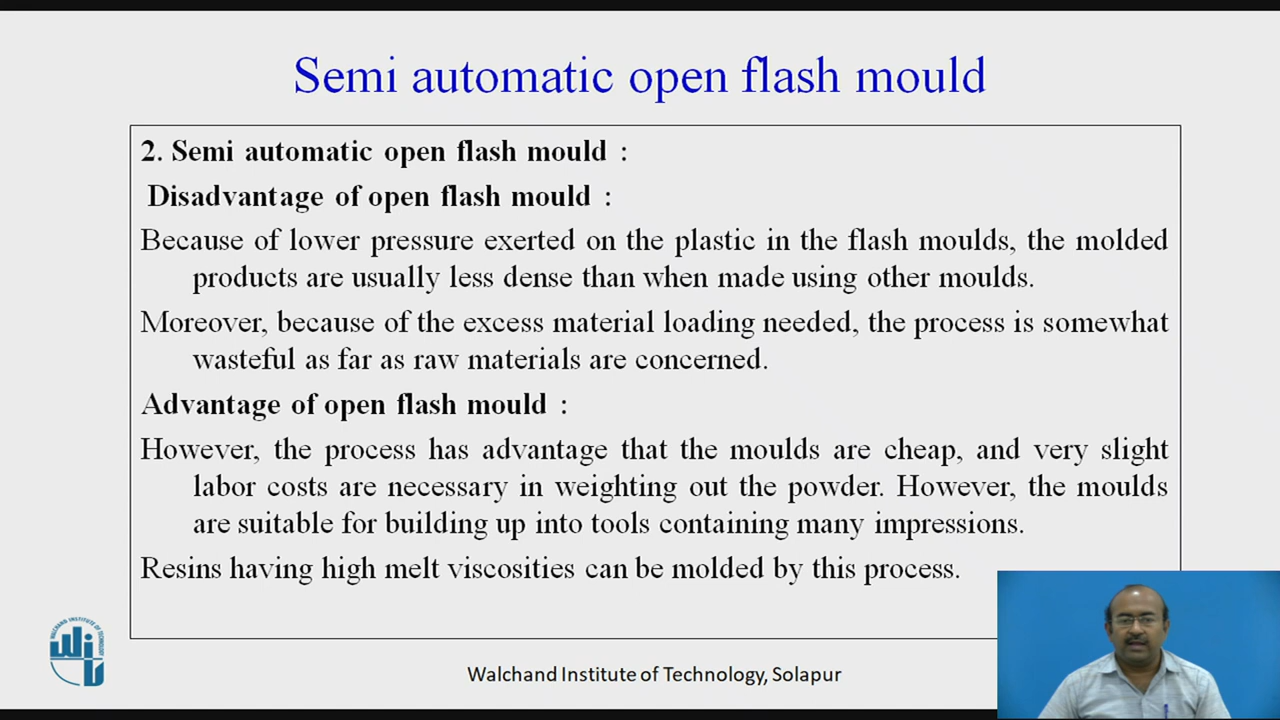 Semi automatic open flash mould
2. Semi automatic open flash mould :
Disadvantage of open flash mould :
Because of lower pressure exerted on the plastic in the flash moulds, the molded
products are usually less dense than when made using other moulds.
Moreover, because of the excess material loading needed, the process is somewhat
wasteful as far as raw materials are concerned.
Advantage of open flash mould :
However, the process has advantage that the moulds are cheap, and very slight
labor costs are necessary in weighting out the powder. However, the moulds
are suitable for building up into tools containing many impressions.
Resins having high melt viscosities can be molded by this process.
WALCHAND INSTITUTE OF TECHNOLOGY
Walchand Institute of Technology, Solapur